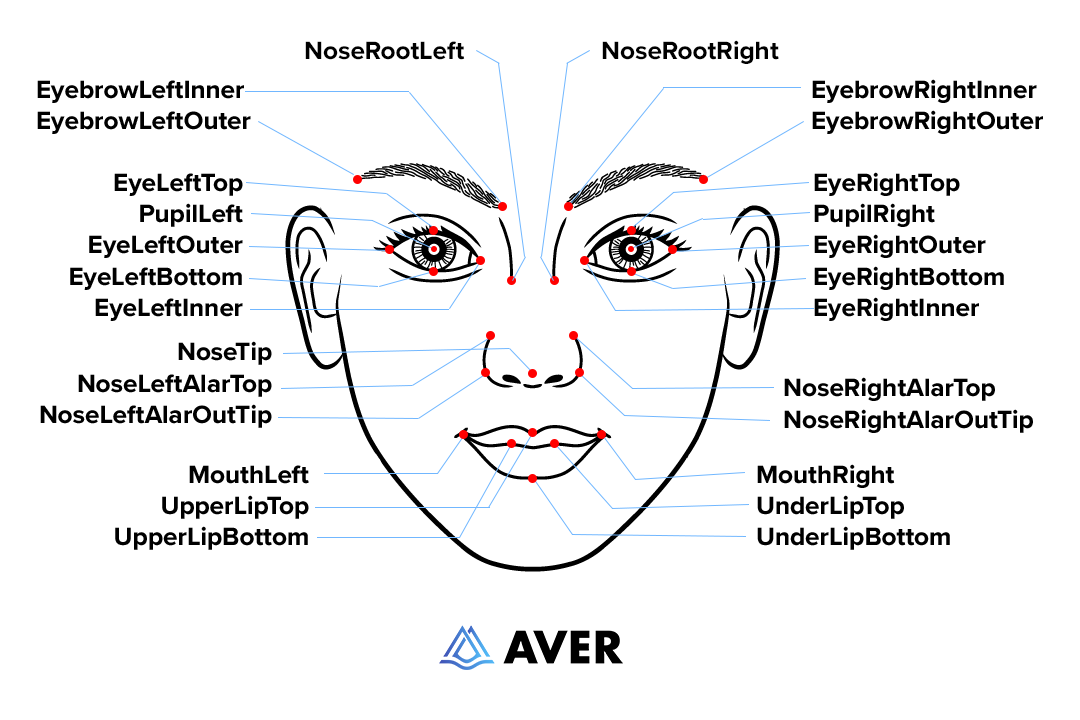 NoseRootLeft
NoseRootRight
EyebrowLeftInner
EyebrowRightInner
EyebrowLeftOuter
EyebrowRightOuter
EyeLeftTop
EyeRightTop
PupilLeft
PupilRight
EyeLeftOuter
EyeRightOuter
EyeLeftBottom
EyeRightBottom
EyeLeftInner
EyeRightInner
NoseTip
NoseLeftAlarTop
NoseRightAlarTop
NoseLeftAlarOutTip
NoseRightAlarOutTip
MouthLeft
MouthRight
UpperLipTop
UnderLipTop
UpperLipBottom
UnderLipBottom
AVER